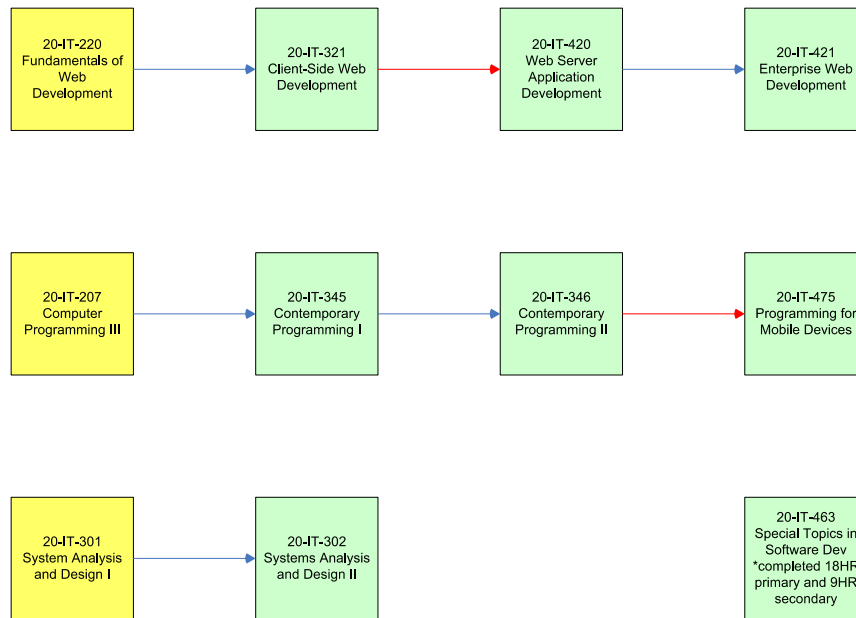 20-IT-220
Fundamentals of
Web
Development
20-IT-321
Client-Side Web
Development
20-IT-420
Web Server
Application
Development
20-IT-421
Enterprise Web
Development
20-IT-207
Computer
Programming III
20-IT-345
Contemporary
Programming I
20-IT-346
Contemporary
Programming II
20-IT-475
Programming for
Mobile Devices
20-IT-301
System Analysis
and Design I
20-IT-302
Systems Analysis
and Design II
20-IT-463
Special Topics in
Software Dev
*completed 18HR
primary and 9HR
secondary